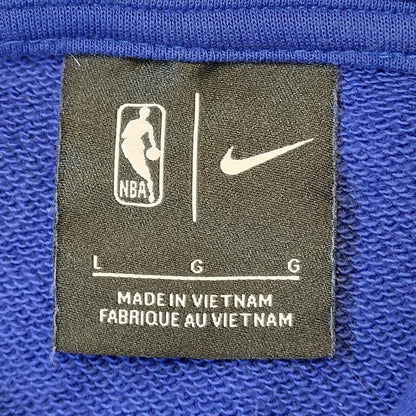 NBA
L G G
MADE IN VIETNAM
FABRIQUE AU VIETNAM